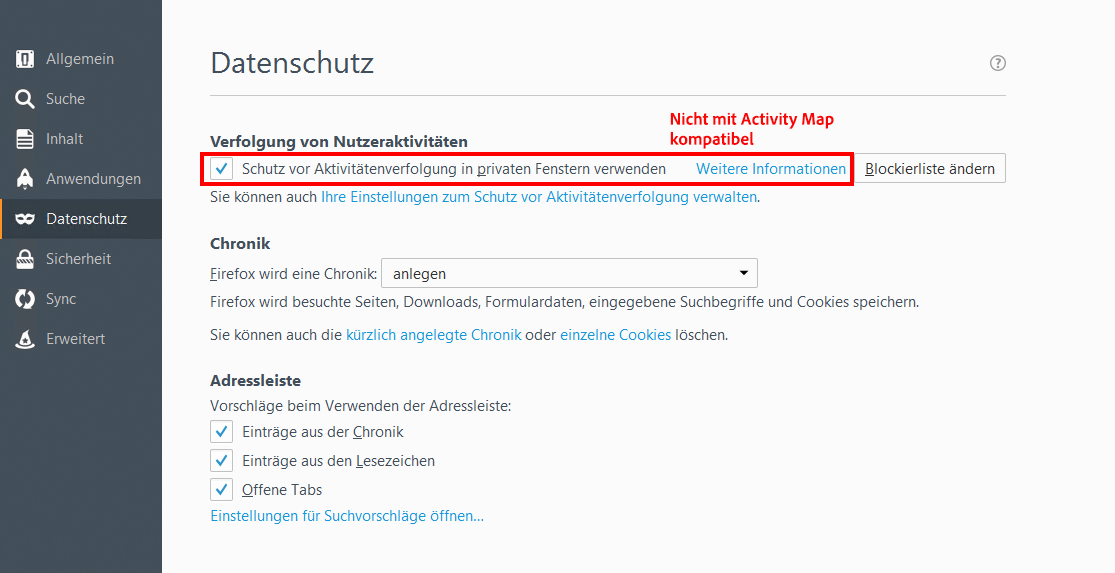 Allgemein
Suche
Inhalt
Anwendungen
Datenschutz
Sicherheit
Sync
Erweitert
Datenschutz
?
Nicht mit Activity Map
kompatibel
Verfolgung von Nutzeraktivitäten
Schutz vor Aktivitätenverfolgung in privaten Fenstern verwenden Weitere Informationen Blockierliste ändern
Sie können auch Ihre Einstellungen zum Schutz vor Aktivitätenverfolgung verwalten.
Chronik
Firefox wird eine Chronik: anlegen
Firefox wird besuchte Seiten, Downloads, Formulardaten, eingegebene Suchbegriffe und Cookies speichern.
Sie können auch die kürzlich angelegte Chronik oder einzelne Cookies löschen.
Adressleiste
Vorschläge beim Verwenden der Adressleiste:
Einträge aus der Chronik
Einträge aus den Lesezeichen
Offene Tabs
Einstellungen für Suchvorschläge öffnen...